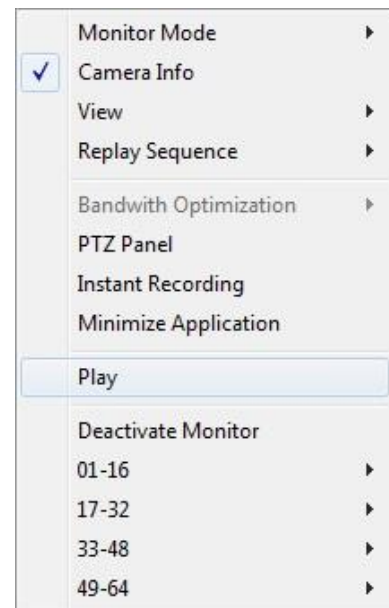 Monitor Mode
Camera Info
View
Replay Sequence
Bandwith Optimization
PTZ Panel
Instant Recording
Minimize Application
Play
Deactivate Monitor
01-16
17-32
33-48
49-64